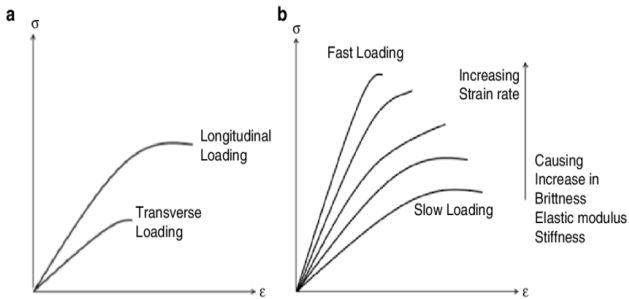 a
σ
Longitudinal
Loading
Transverse
Loading
ε
b
σ
Fast Loading
Increasing
Strain rate
Causing
Increase in
Brittness
Elastic modulus
Stiffness
Slow Loading
ε